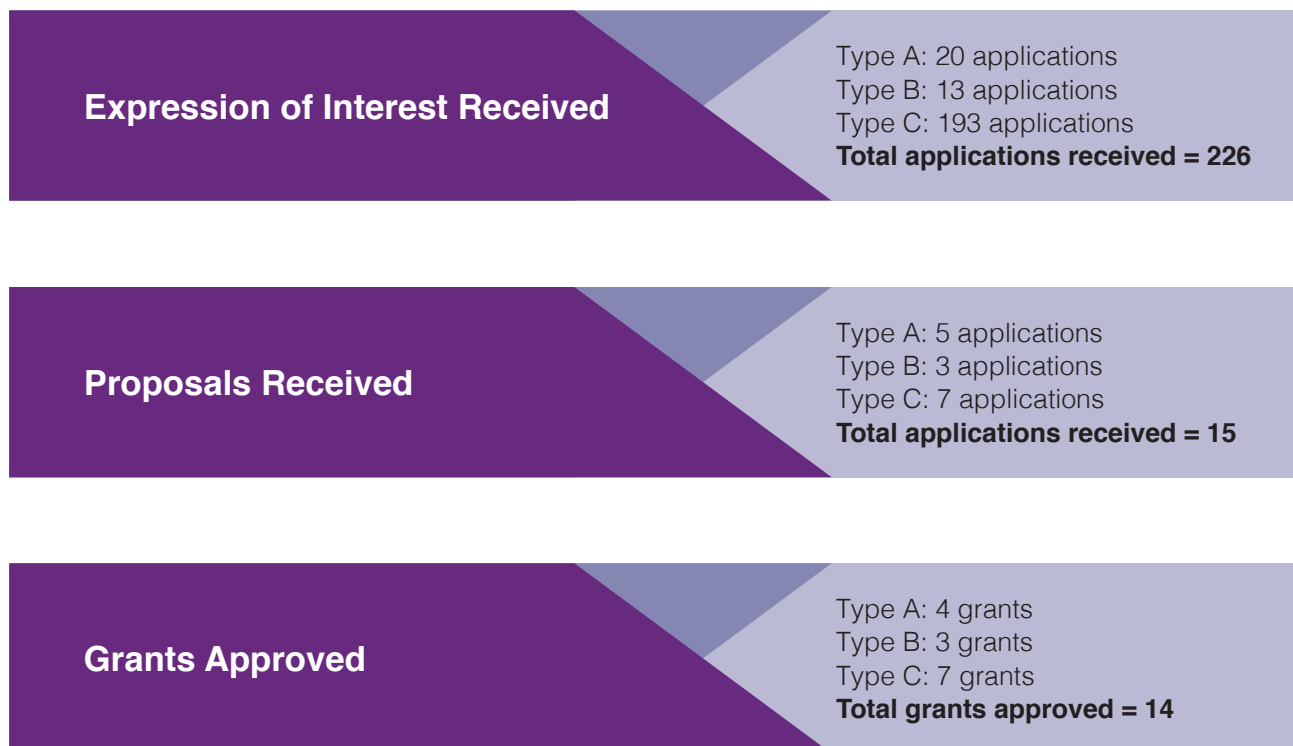 Expression of Interest Received
Type A: 20 applications
Type B: 13 applications
Type C: 193 applications
Total applications received = 226
Proposals Received
Type A: 5 applications
Type B: 3 applications
Type C: 7 applications
Total applications received = 15
Grants Approved
Type A: 4 grants
Type B: 3 grants
Type C: 7 grants
Total grants approved = 14